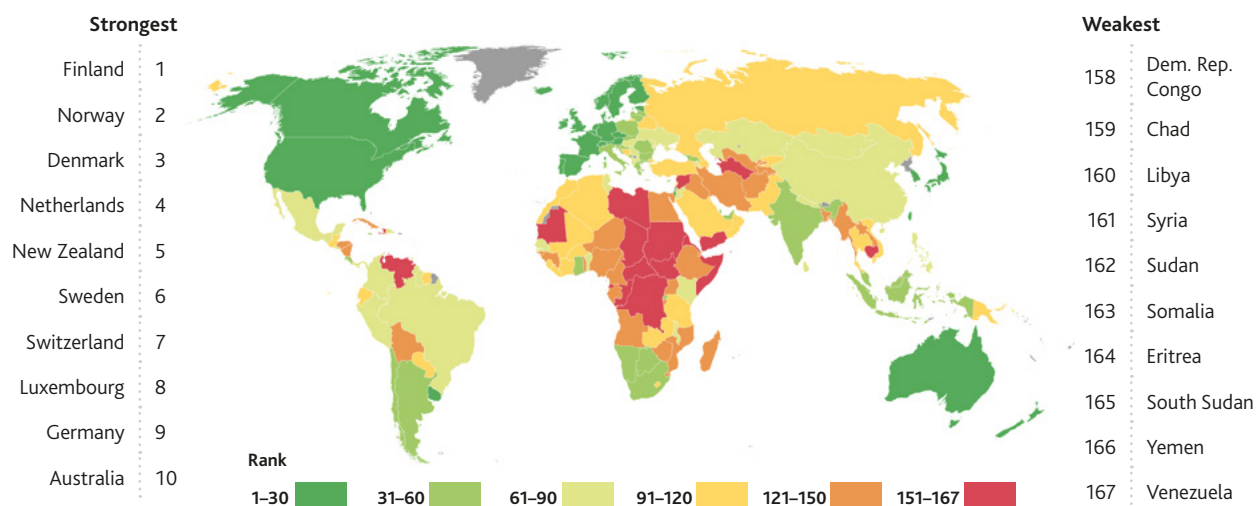 Strongest
Finland 1
Norway 2
Denmark 3
Netherlands 4
New Zealand 5
Sweden 6
Switzerland 7
Luxembourg 8
Germany 9
Australia 10
Rank
1–30
31–60
61–90
91–120
121–150
151–167
Weakest
158 Dem. Rep.
Congo
159 Chad
160 Libya
161 Syria
162 Sudan
163 Somalia
164 Eritrea
165 South Sudan
166 Yemen
167 Venezuela